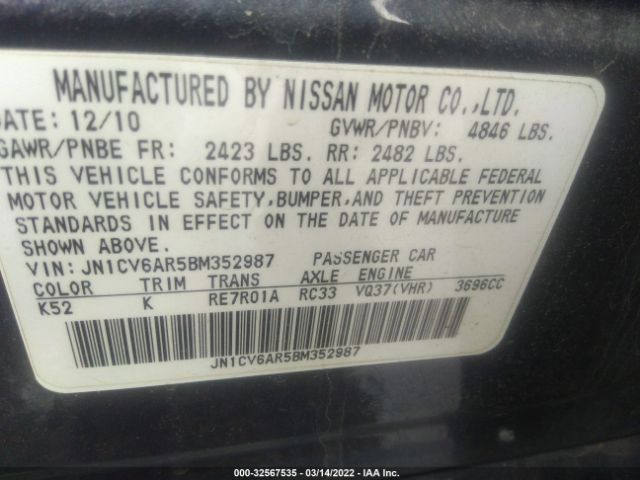 MANUFACTURED BY NISSAN MOTOR CO.,LTD.
DATE: 12/10 GVWR/PNBV: 4846 LBS.
GAWR/PNBE FR: 2423 LBS. RR: 2482 LBS.
THIS VEHICLE CONFORMS TO ALL APPLICABLE FEDERAL
MOTOR VEHICLE SAFETY,BUMPER,AND THEFT PREVENTION
STANDARDS IN EFFECT ON THE DATE OF MANUFACTURE
SHOWN ABOVE.
VIN: JN1CV6AR5BM352987 PASSENGER CAR
COLOR TRIM TRANS AXLE ENGINE
K52 K RE7R01A RC33 VQ37(VHR) 3696CC
JN1CV6AR5BM352987
000-32567535 - 03/14/2022 - IAA Inc.